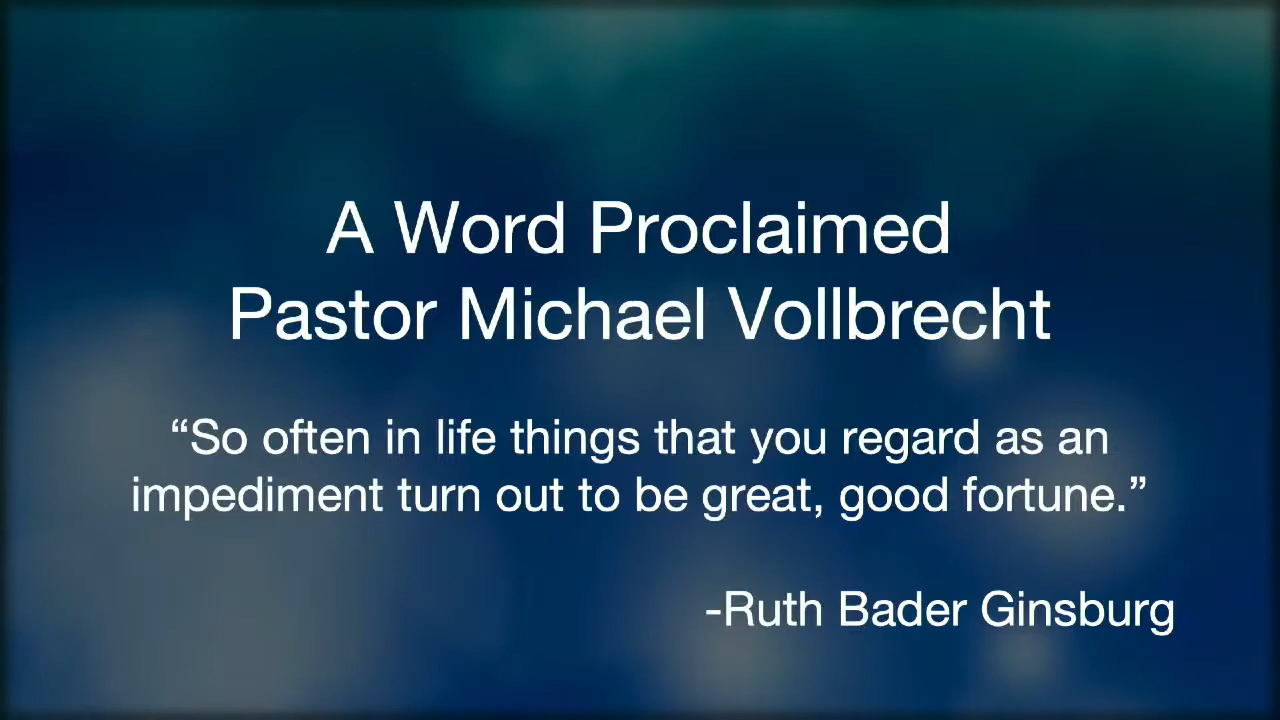 A Word Proclaimed
Pastor Michael Vollbrecht
“So often in life things that you regard as an
impediment turn out to be great, good fortune.”
-Ruth Bader Ginsburg